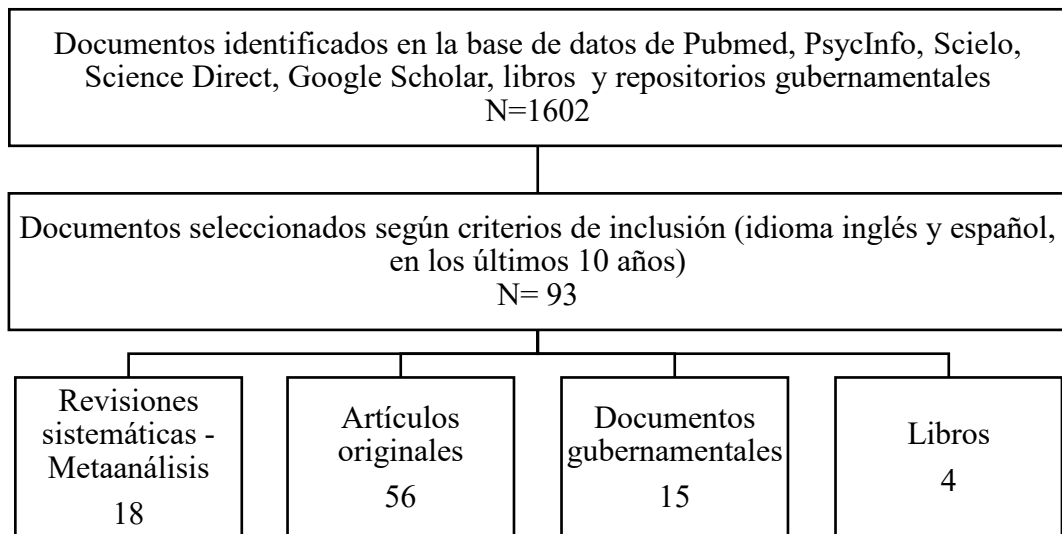 Documentos identificados en la base de datos de Pubmed, PsycInfo, Scielo,
Science Direct, Google Scholar, libros  y repositorios gubernamentales
N=1602
Documentos seleccionados según criterios de inclusión (idioma inglés y español,
en los últimos 10 años)
N= 93
Revisiones
sistemáticas -
Metaanálisis
18
Artículos
originales
56
Documentos
gubernamentales
15
Libros
4